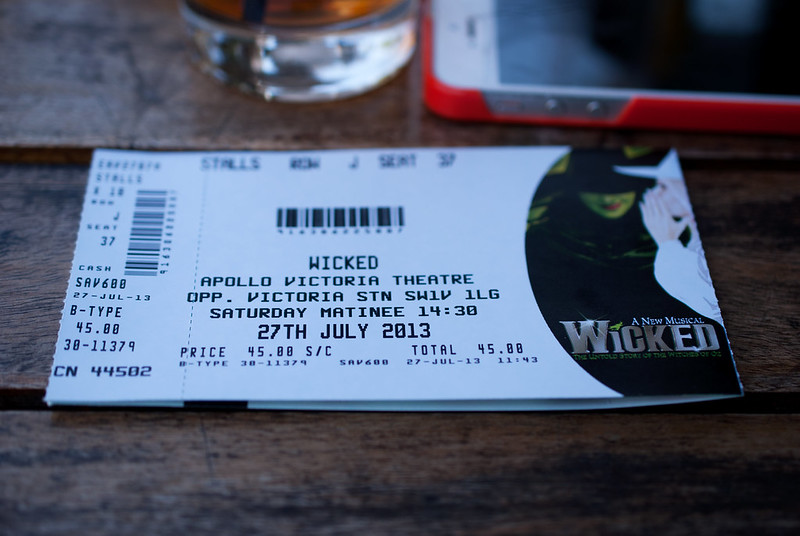 STALLS
ROW
J
SEAT
37
CASH
SAV600
27-JUL-13
B-TYPE
45.00
30-11379
CN 44502
STALLS ROW J SEAT 37
WICKED
APOLLO VICTORIA THEATRE
OPP. VICTORIA STN SW1V 1LG
SATURDAY MATINEE 14:30
27TH JULY 2013
PRICE 45.00 S/C TOTAL 45.00
B-TYPE 30-11379 SAV600 27-JUL-13 11:43
A NEW MUSICAL
WICKED
THE UNTOLD STORY OF THE WITCHES OF OZ